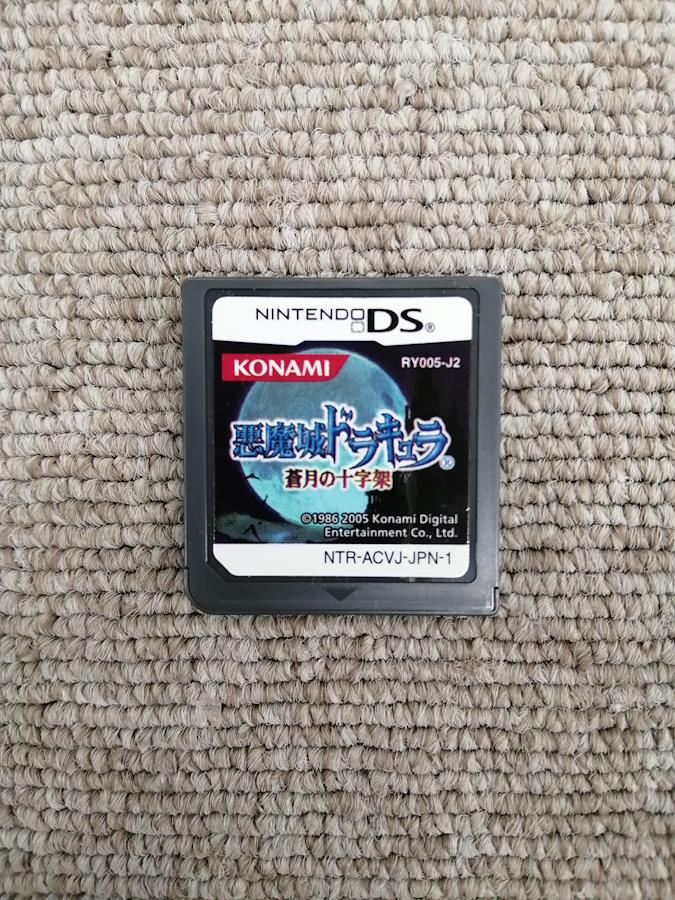 NINTENDO DS®
KONAMI
RY005-J2
悪魔城ドラキュラ®
蒼月の十字架
©1986 2005 Konami Digital
Entertainment Co., Ltd.
NTR-ACVJ-JPN-1